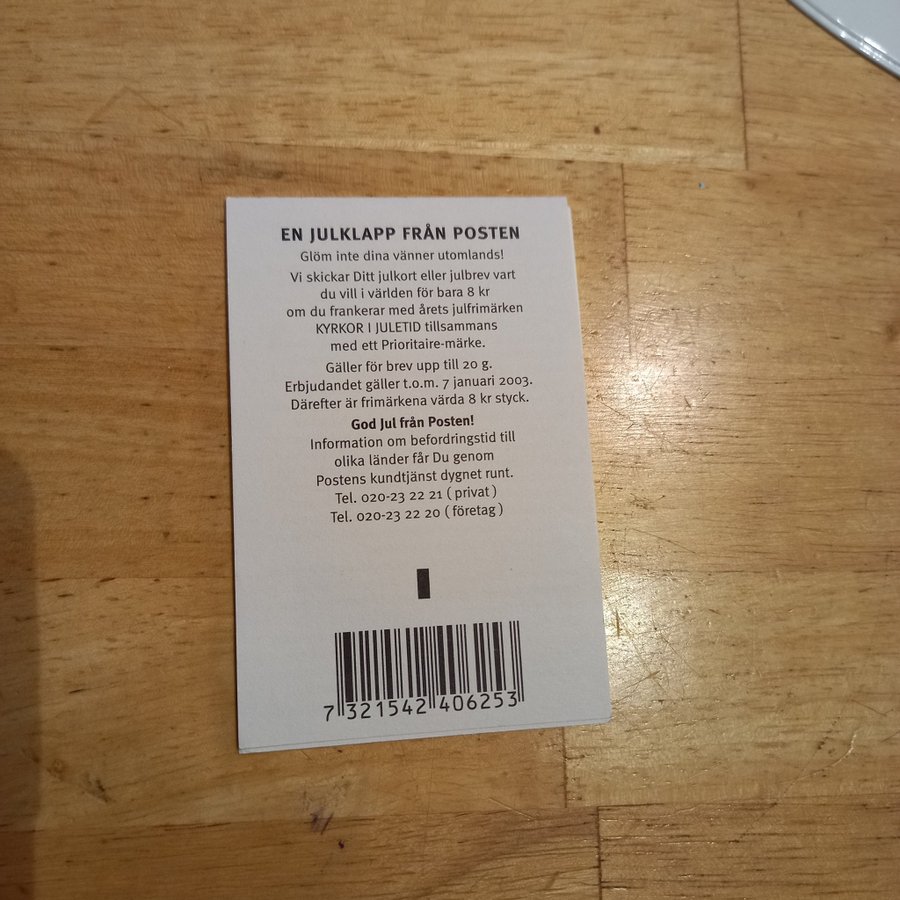 EN JULKLAPP FRÅN POSTEN
Glöm inte dina vänner utomlands!
Vi skickar Ditt julkort eller julbrev vart
du vill i världen för bara 8 kr
om du frankerar med årets julfrimärken
KYRKOR I JULETID tillsammans
med ett Prioritaire-märke.
Gäller för brev upp till 20 g.
Erbjudandet gäller t.o.m. 7 januari 2003.
Därefter är frimärkena värda 8 kr styck.
God Jul från Posten!
Information om befordringstid till
olika länder får Du genom
Postens kundtjänst dygnet runt.
Tel. 020-23 22 21 ( privat )
Tel. 020-23 22 20 ( företag )
7 321542 406253